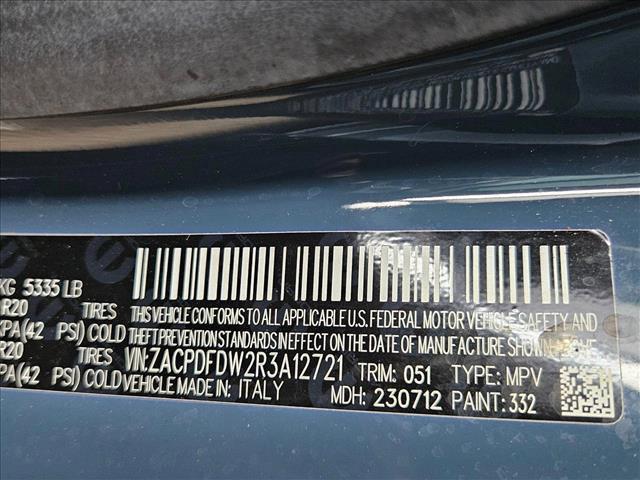 KG 5335 LB
R20 TIRES THIS VEHICLE CONFORMS TO ALL APPLICABLE U.S. FEDERAL MOTOR VEHICLE SAFETY AND
KPA(42 PSI) COLD THEFT PREVENTION STANDARDS IN EFFECT ON THE DATE OF MANUFACTURE SHOWN
R20 TIRES VIN:ZACPDFDW2R3A12721 TRIM: 051 TYPE: MPV
PA(42 PSI) COLD VEHICLE MADE IN ITALY MDH: 230712 PAINT: 332